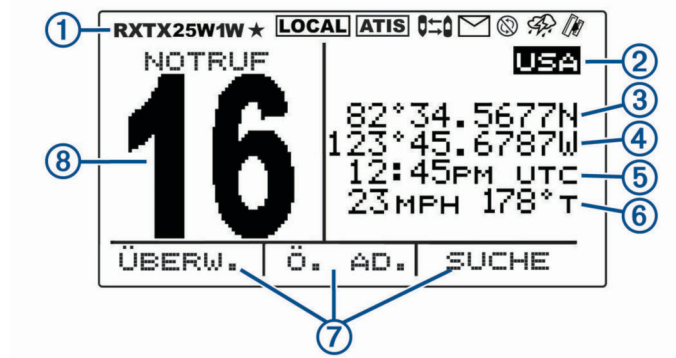 ① RXTX25W1W★ LOCAL ATIS
NOTRUF
USA ②
16
⑧
82°34.5677N ③
123°45.6787W ④
12:45PM UTC ⑤
23MPH 178°T ⑥
ÜBERW. Ö. AD. SUCHE
⑦